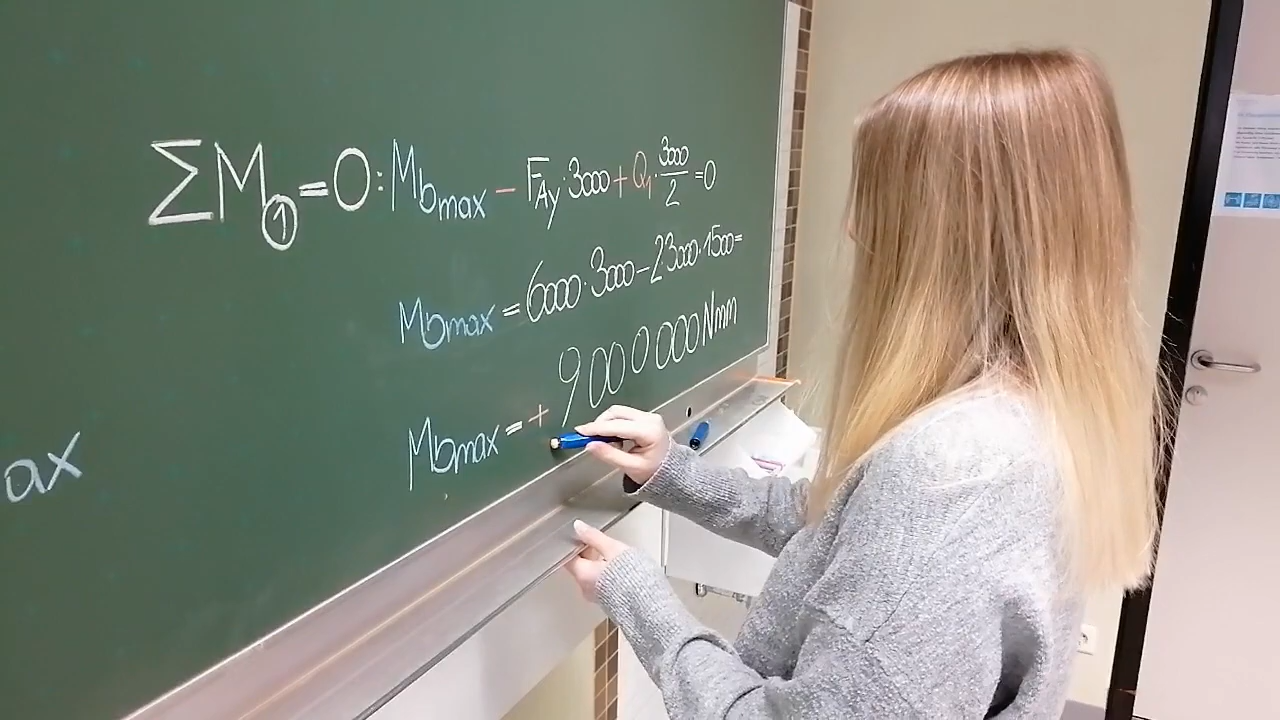 ΣM① = 0: Mbmax − FAy · 3000 + Q1 · 3000/2 = 0
Mbmax = 6000 · 3000 − 23000 · 1500 =
Mbmax = + 9000000 Nmm
ax